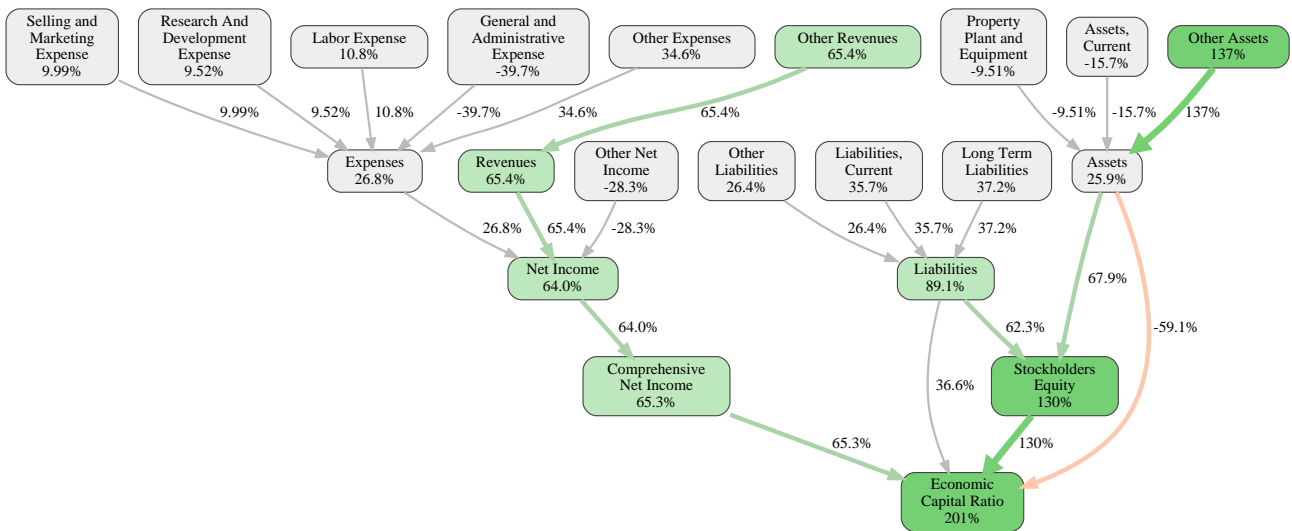 Selling and
Marketing
Expense
9.99%
Research And
Development
Expense
9.52%
Labor Expense
10.8%
General and
Administrative
Expense
-39.7%
Other Expenses
34.6%
Other Revenues
65.4%
Property
Plant and
Equipment
-9.51%
Assets,
Current
-15.7%
Other Assets
137%
9.99%
9.52%
10.8%
-39.7%
34.6%
65.4%
-9.51%
-15.7%
137%
Expenses
26.8%
Revenues
65.4%
Other Net
Income
-28.3%
Other
Liabilities
26.4%
Liabilities,
Current
35.7%
Long Term
Liabilities
37.2%
Assets
25.9%
26.8%
65.4%
-28.3%
26.4%
35.7%
37.2%
Net Income
64.0%
Liabilities
89.1%
67.9%
64.0%
62.3%
-59.1%
Comprehensive
Net Income
65.3%
36.6%
Stockholders
Equity
130%
65.3%
130%
Economic
Capital Ratio
201%